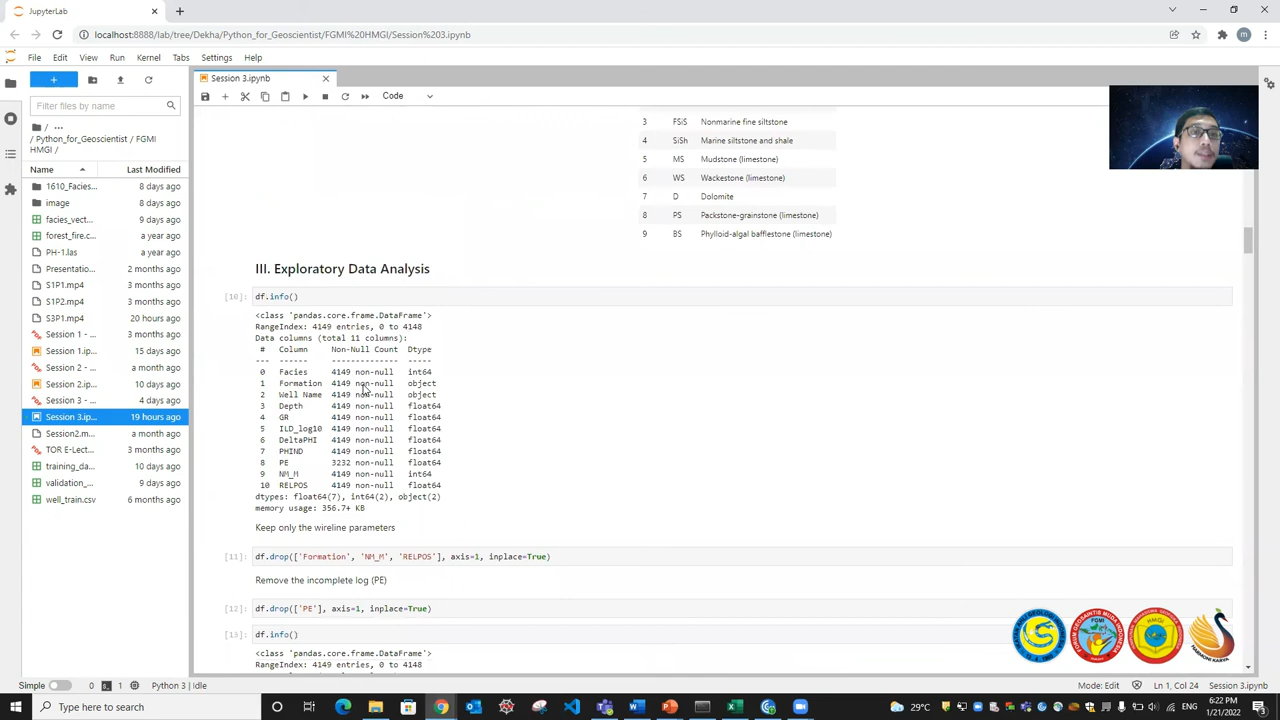 JupyterLab
localhost:8888/lab/tree/Dekha/Python_for_Geoscientist/FGMI%20HMGI/Session%203.ipynb
m
File Edit View Run Kernel Tabs Settings Help
Session 3.ipynb
Code
Filter files by name
/ ···
/ Python_for_Geoscientist / FGMI
HMGI /
Name Last Modified
1610_Facies... 8 days ago
image 8 days ago
facies_vect... 9 days ago
forest_fire.c... a year ago
PH-1.las a year ago
Presentatio... 2 months ago
S1P1.mp4 3 months ago
S1P2.mp4 3 months ago
S3P1.mp4 20 hours ago
Session 1 -... 3 months ago
Session 1.ip... 15 days ago
Session 2 -... a month ago
Session 2.ip... 10 days ago
Session 3 -... 4 days ago
Session 3.ip... 19 hours ago
Session2.m... a month ago
TOR E-Lect... 3 months ago
training_da... 10 days ago
validation_... 9 days ago
well_train.csv 6 months ago
3 FSiS Nonmarine fine siltstone
4 SiSh Marine siltstone and shale
5 MS Mudstone (limestone)
6 WS Wackestone (limestone)
7 D Dolomite
8 PS Packstone-grainstone (limestone)
9 BS Phylloid-algal bafflestone (limestone)
III. Exploratory Data Analysis
[10]: df.info()
<class 'pandas.core.frame.DataFrame'>
RangeIndex: 4149 entries, 0 to 4148
Data columns (total 11 columns):
# Column Non-Null Count Dtype
--- ------ -------------- -----
0 Facies 4149 non-null int64
1 Formation 4149 non-null object
2 Well Name 4149 non-null object
3 Depth 4149 non-null float64
4 GR 4149 non-null float64
5 ILD_log10 4149 non-null float64
6 DeltaPHI 4149 non-null float64
7 PHIND 4149 non-null float64
8 PE 3232 non-null float64
9 NM_M 4149 non-null int64
10 RELPOS 4149 non-null float64
dtypes: float64(7), int64(2), object(2)
memory usage: 356.7+ KB
Keep only the wireline parameters
[11]: df.drop(['Formation', 'NM_M', 'RELPOS'], axis=1, inplace=True)
Remove the incomplete log (PE)
[12]: df.drop(['PE'], axis=1, inplace=True)
[13]: df.info()
<class 'pandas.core.frame.DataFrame'>
RangeIndex: 4149 entries, 0 to 4148
Simple 0 1 Python 3 | Idle Mode: Edit Ln 1, Col 24 Session 3.ipynb
Type here to search
29°C ENG 6:22 PM
1/21/2022